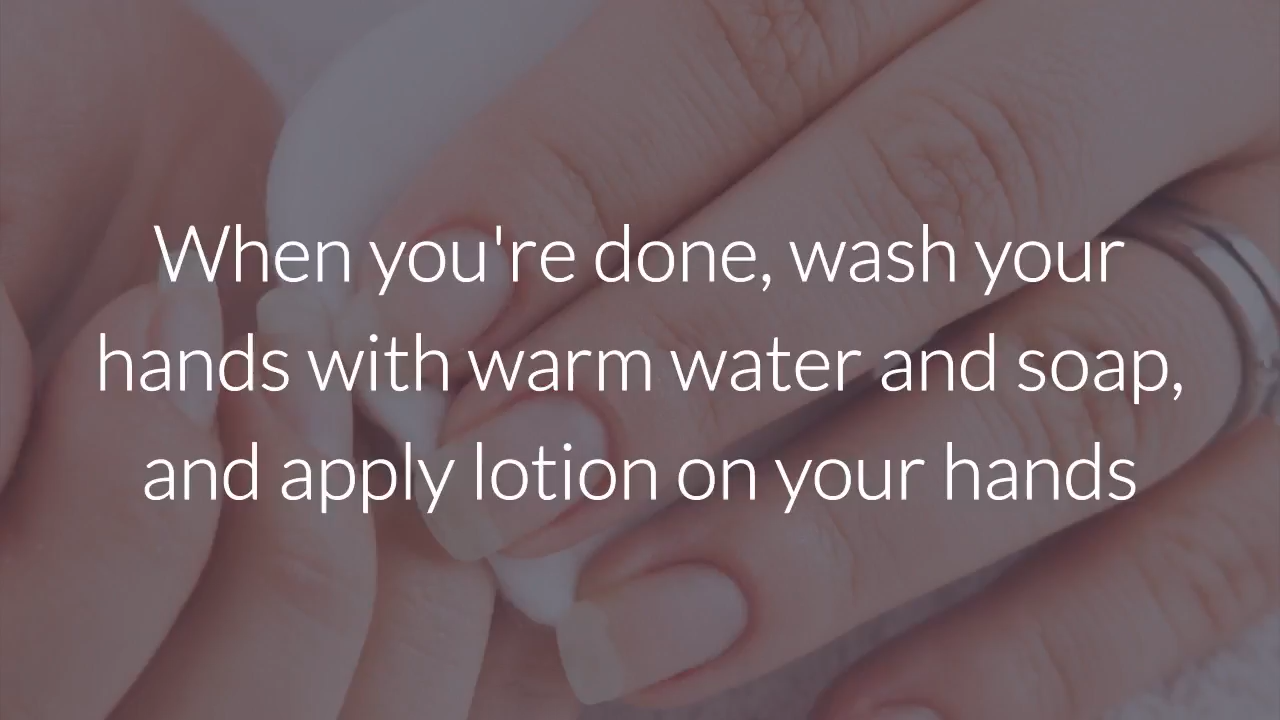 When you're done, wash your
hands with warm water and soap,
and apply lotion on your hands